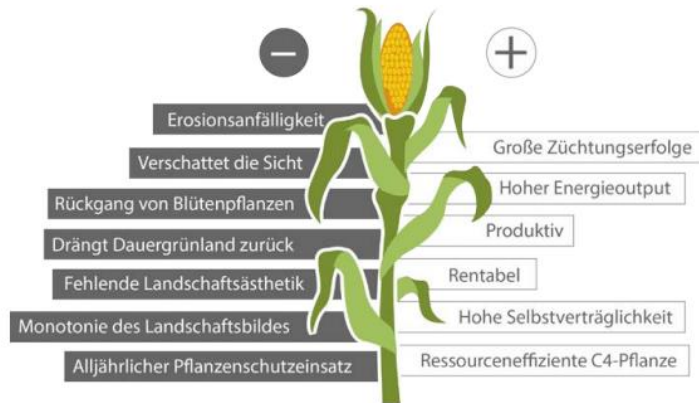 −
+
Erosionsanfälligkeit
Verschattet die Sicht
Rückgang von Blütenpflanzen
Drängt Dauergrünland zurück
Fehlende Landschaftsästhetik
Monotonie des Landschaftsbildes
Alljährlicher Pflanzenschutzeinsatz
Große Züchtungserfolge
Hoher Energieoutput
Produktiv
Rentabel
Hohe Selbstverträglichkeit
Ressourceneffiziente C4-Pflanze